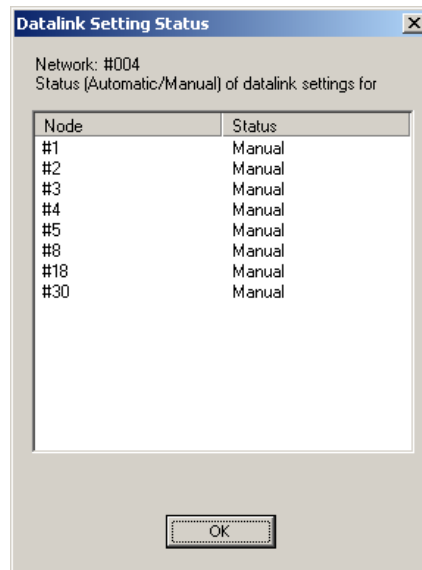 Datalink Setting Status
Network: #004
Status (Automatic/Manual) of datalink settings for
Node Status
#1 Manual
#2 Manual
#3 Manual
#4 Manual
#5 Manual
#8 Manual
#18 Manual
#30 Manual
OK